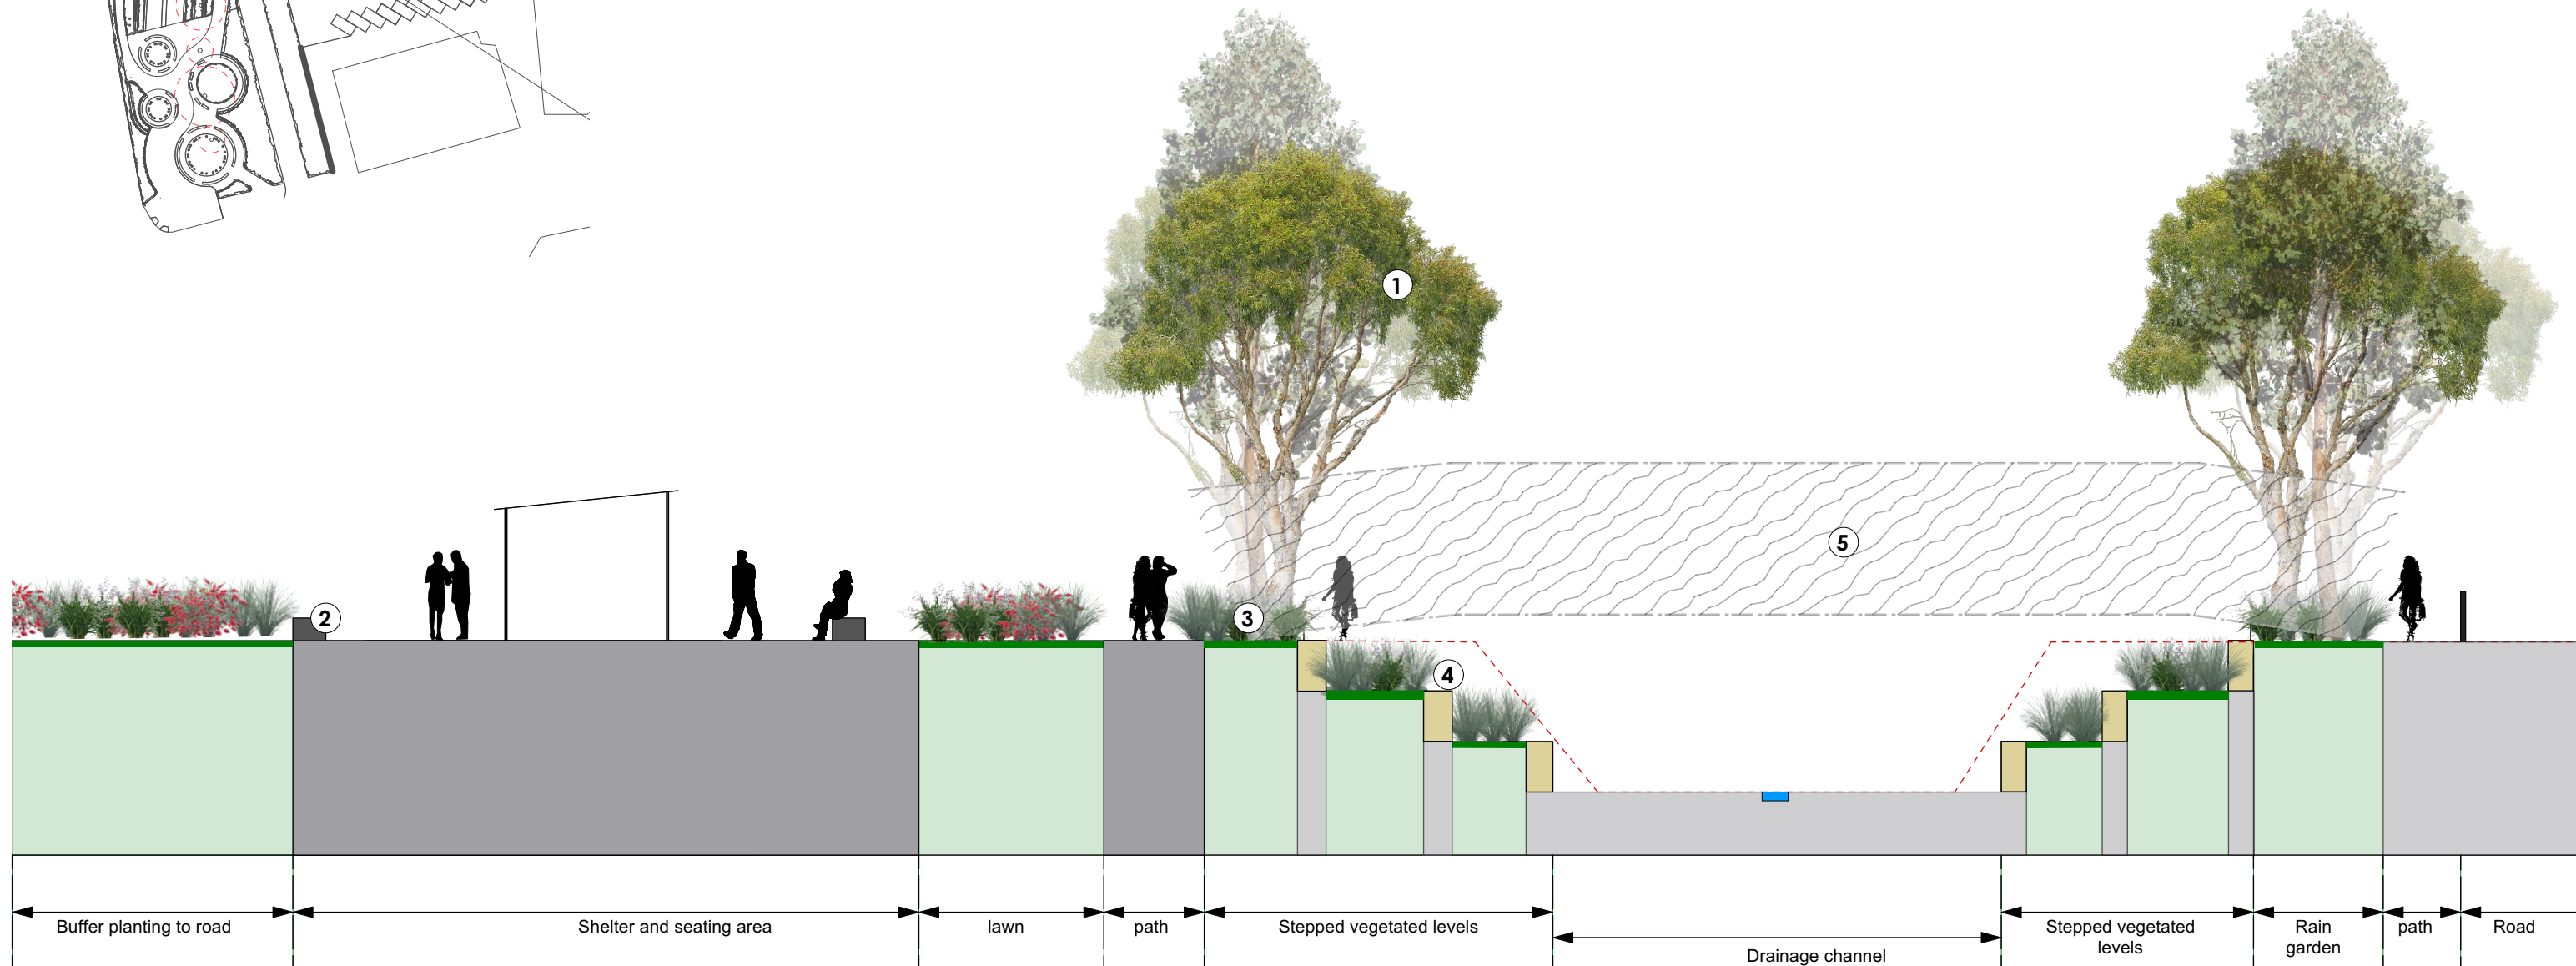 1
5
2
3
4
Buffer planting to road
Shelter and seating area
lawn
path
Stepped vegetated levels
Drainage channel
Stepped vegetated
levels
Rain
garden
path
Road